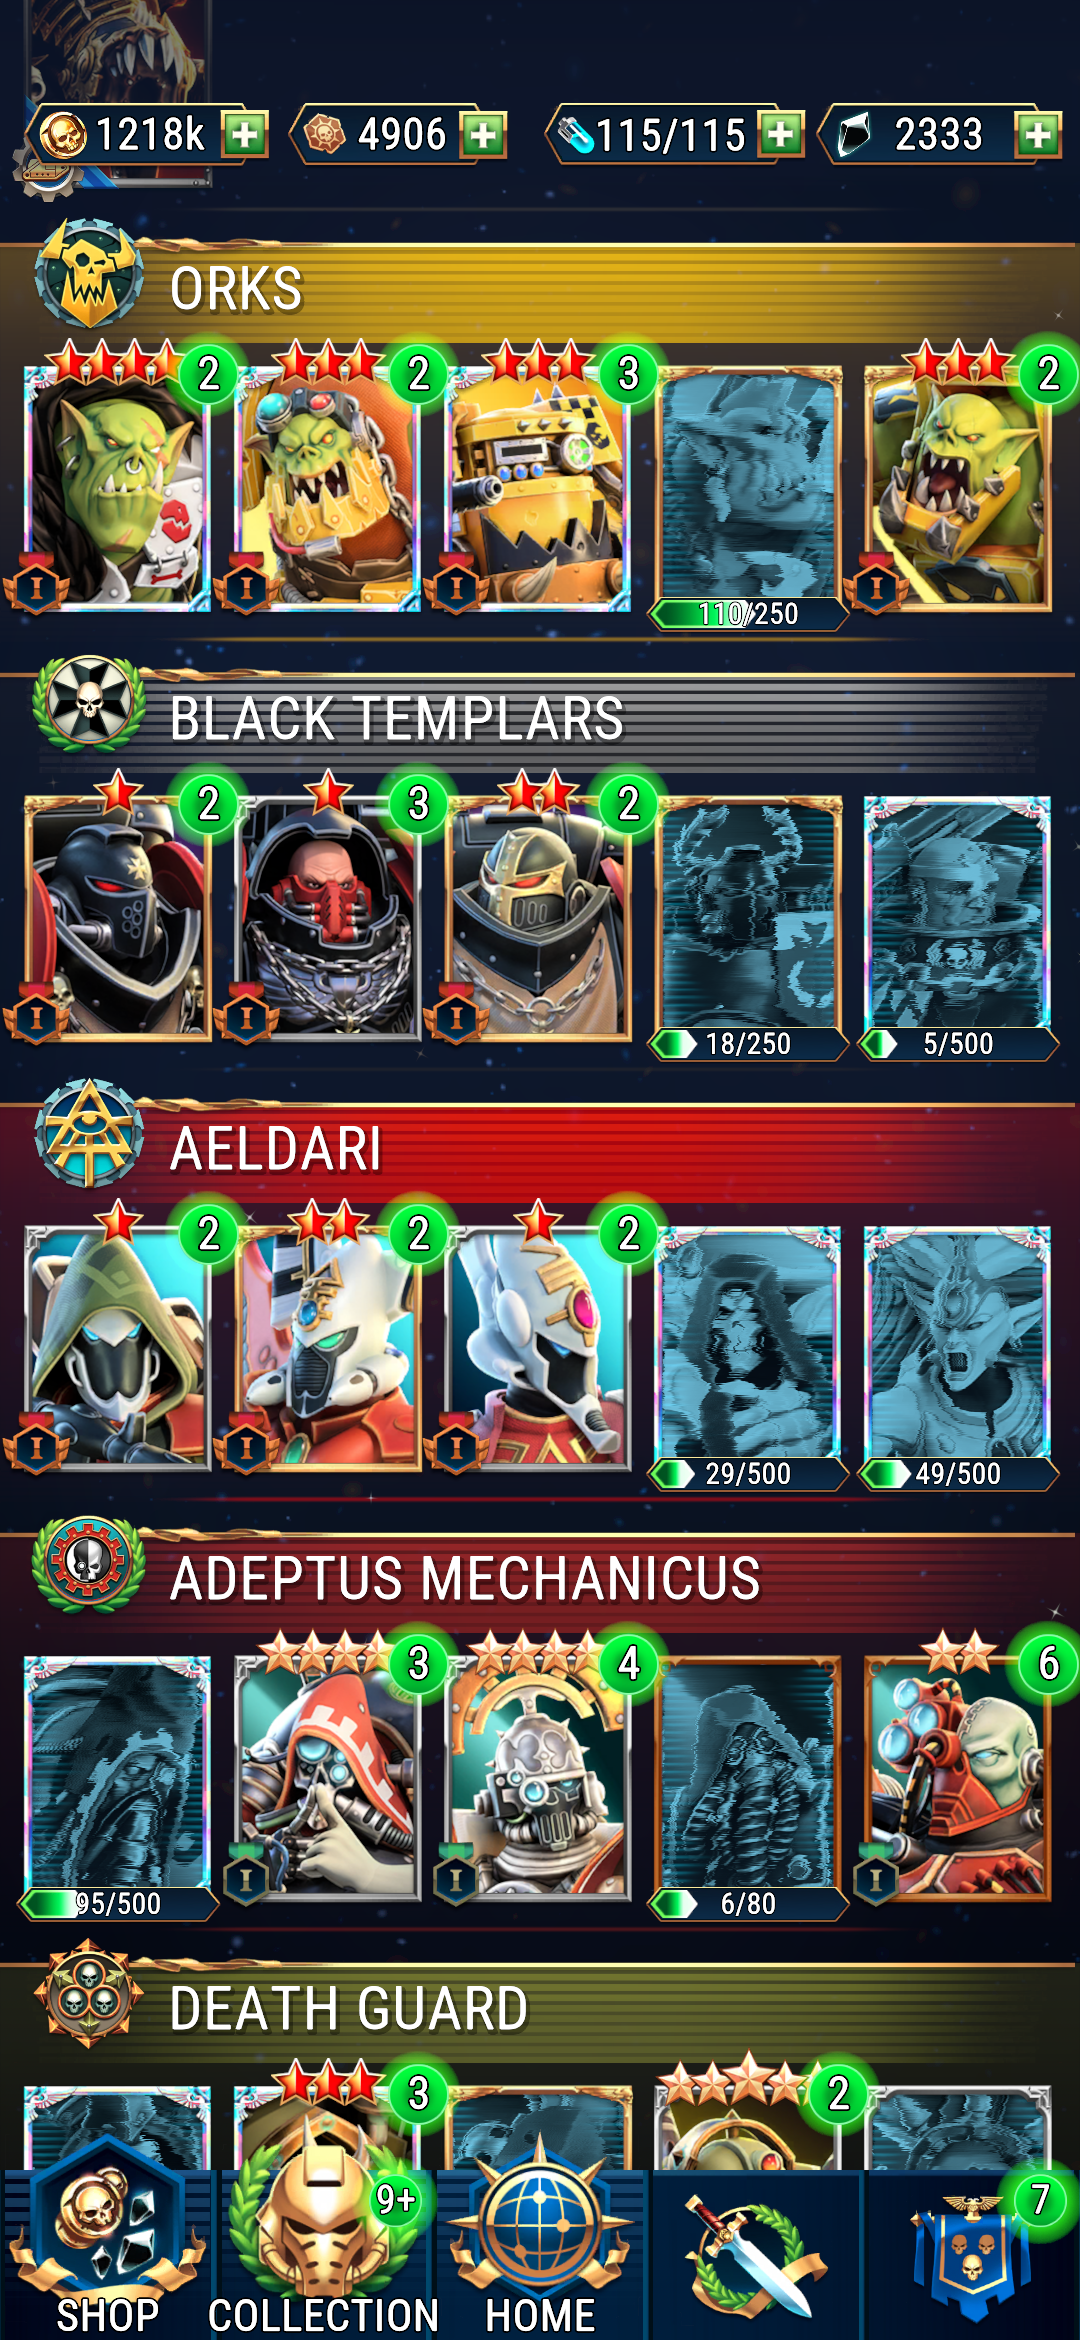 1218k
4906
115/115
2333
ORKS
2
2
3
2
I
I
I
110/250
I
BLACK TEMPLARS
2
3
2
I
I
I
18/250
5/500
AELDARI
2
2
2
I
I
I
29/500
49/500
ADEPTUS MECHANICUS
3
4
6
95/500
I
I
6/80
I
DEATH GUARD
3
2
9+
7
SHOP
COLLECTION
HOME